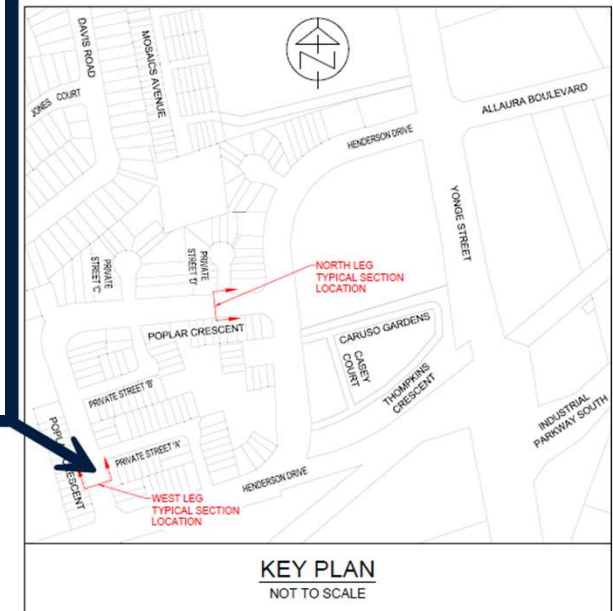 DAVIS ROAD
MOSAICS AVENUE
JONES COURT
N
ALLAURA BOULEVARD
HENDERSON DRIVE
YONGE STREET
PRIVATE
STREET 'C'
PRIVATE
STREET 'D'
NORTH LEG
TYPICAL SECTION
LOCATION
POPLAR CRESCENT
CARUSO GARDENS
CASEY
COURT
THOMPKINS
CRESCENT
PRIVATE STREET 'B'
INDUSTRIAL
PARKWAY SOUTH
POPLAR CRESCENT
PRIVATE STREET 'A'
HENDERSON DRIVE
WEST LEG
TYPICAL SECTION
LOCATION
KEY PLAN
NOT TO SCALE